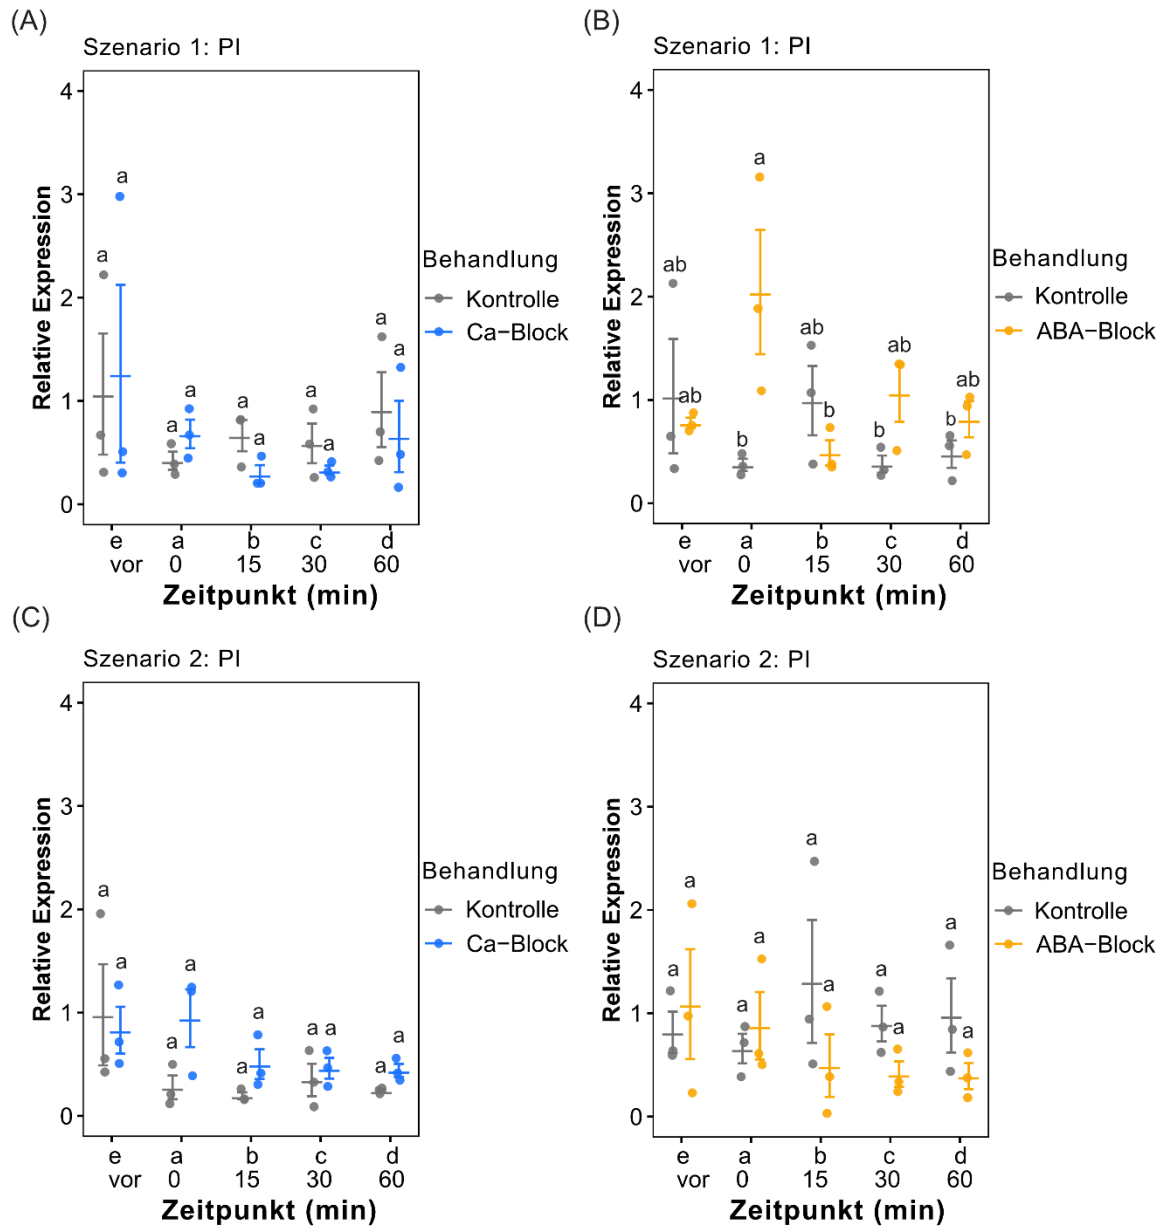 (A)
Szenario 1: PI
Relative Expression
4
3
2
1
0
a a a a a a a a a a
e a b c d
vor 0 15 30 60
Zeitpunkt (min)
Behandlung
Kontrolle
Ca-Block
(B)
Szenario 1: PI
Relative Expression
4
3
2
1
0
ab ab b a ab b b ab b ab
e a b c d
vor 0 15 30 60
Zeitpunkt (min)
Behandlung
Kontrolle
ABA-Block
(C)
Szenario 2: PI
Relative Expression
4
3
2
1
0
a a a a a a a a a a
e a b c d
vor 0 15 30 60
Zeitpunkt (min)
Behandlung
Kontrolle
Ca-Block
(D)
Szenario 2: PI
Relative Expression
4
3
2
1
0
a a a a a a a a a a
e a b c d
vor 0 15 30 60
Zeitpunkt (min)
Behandlung
Kontrolle
ABA-Block